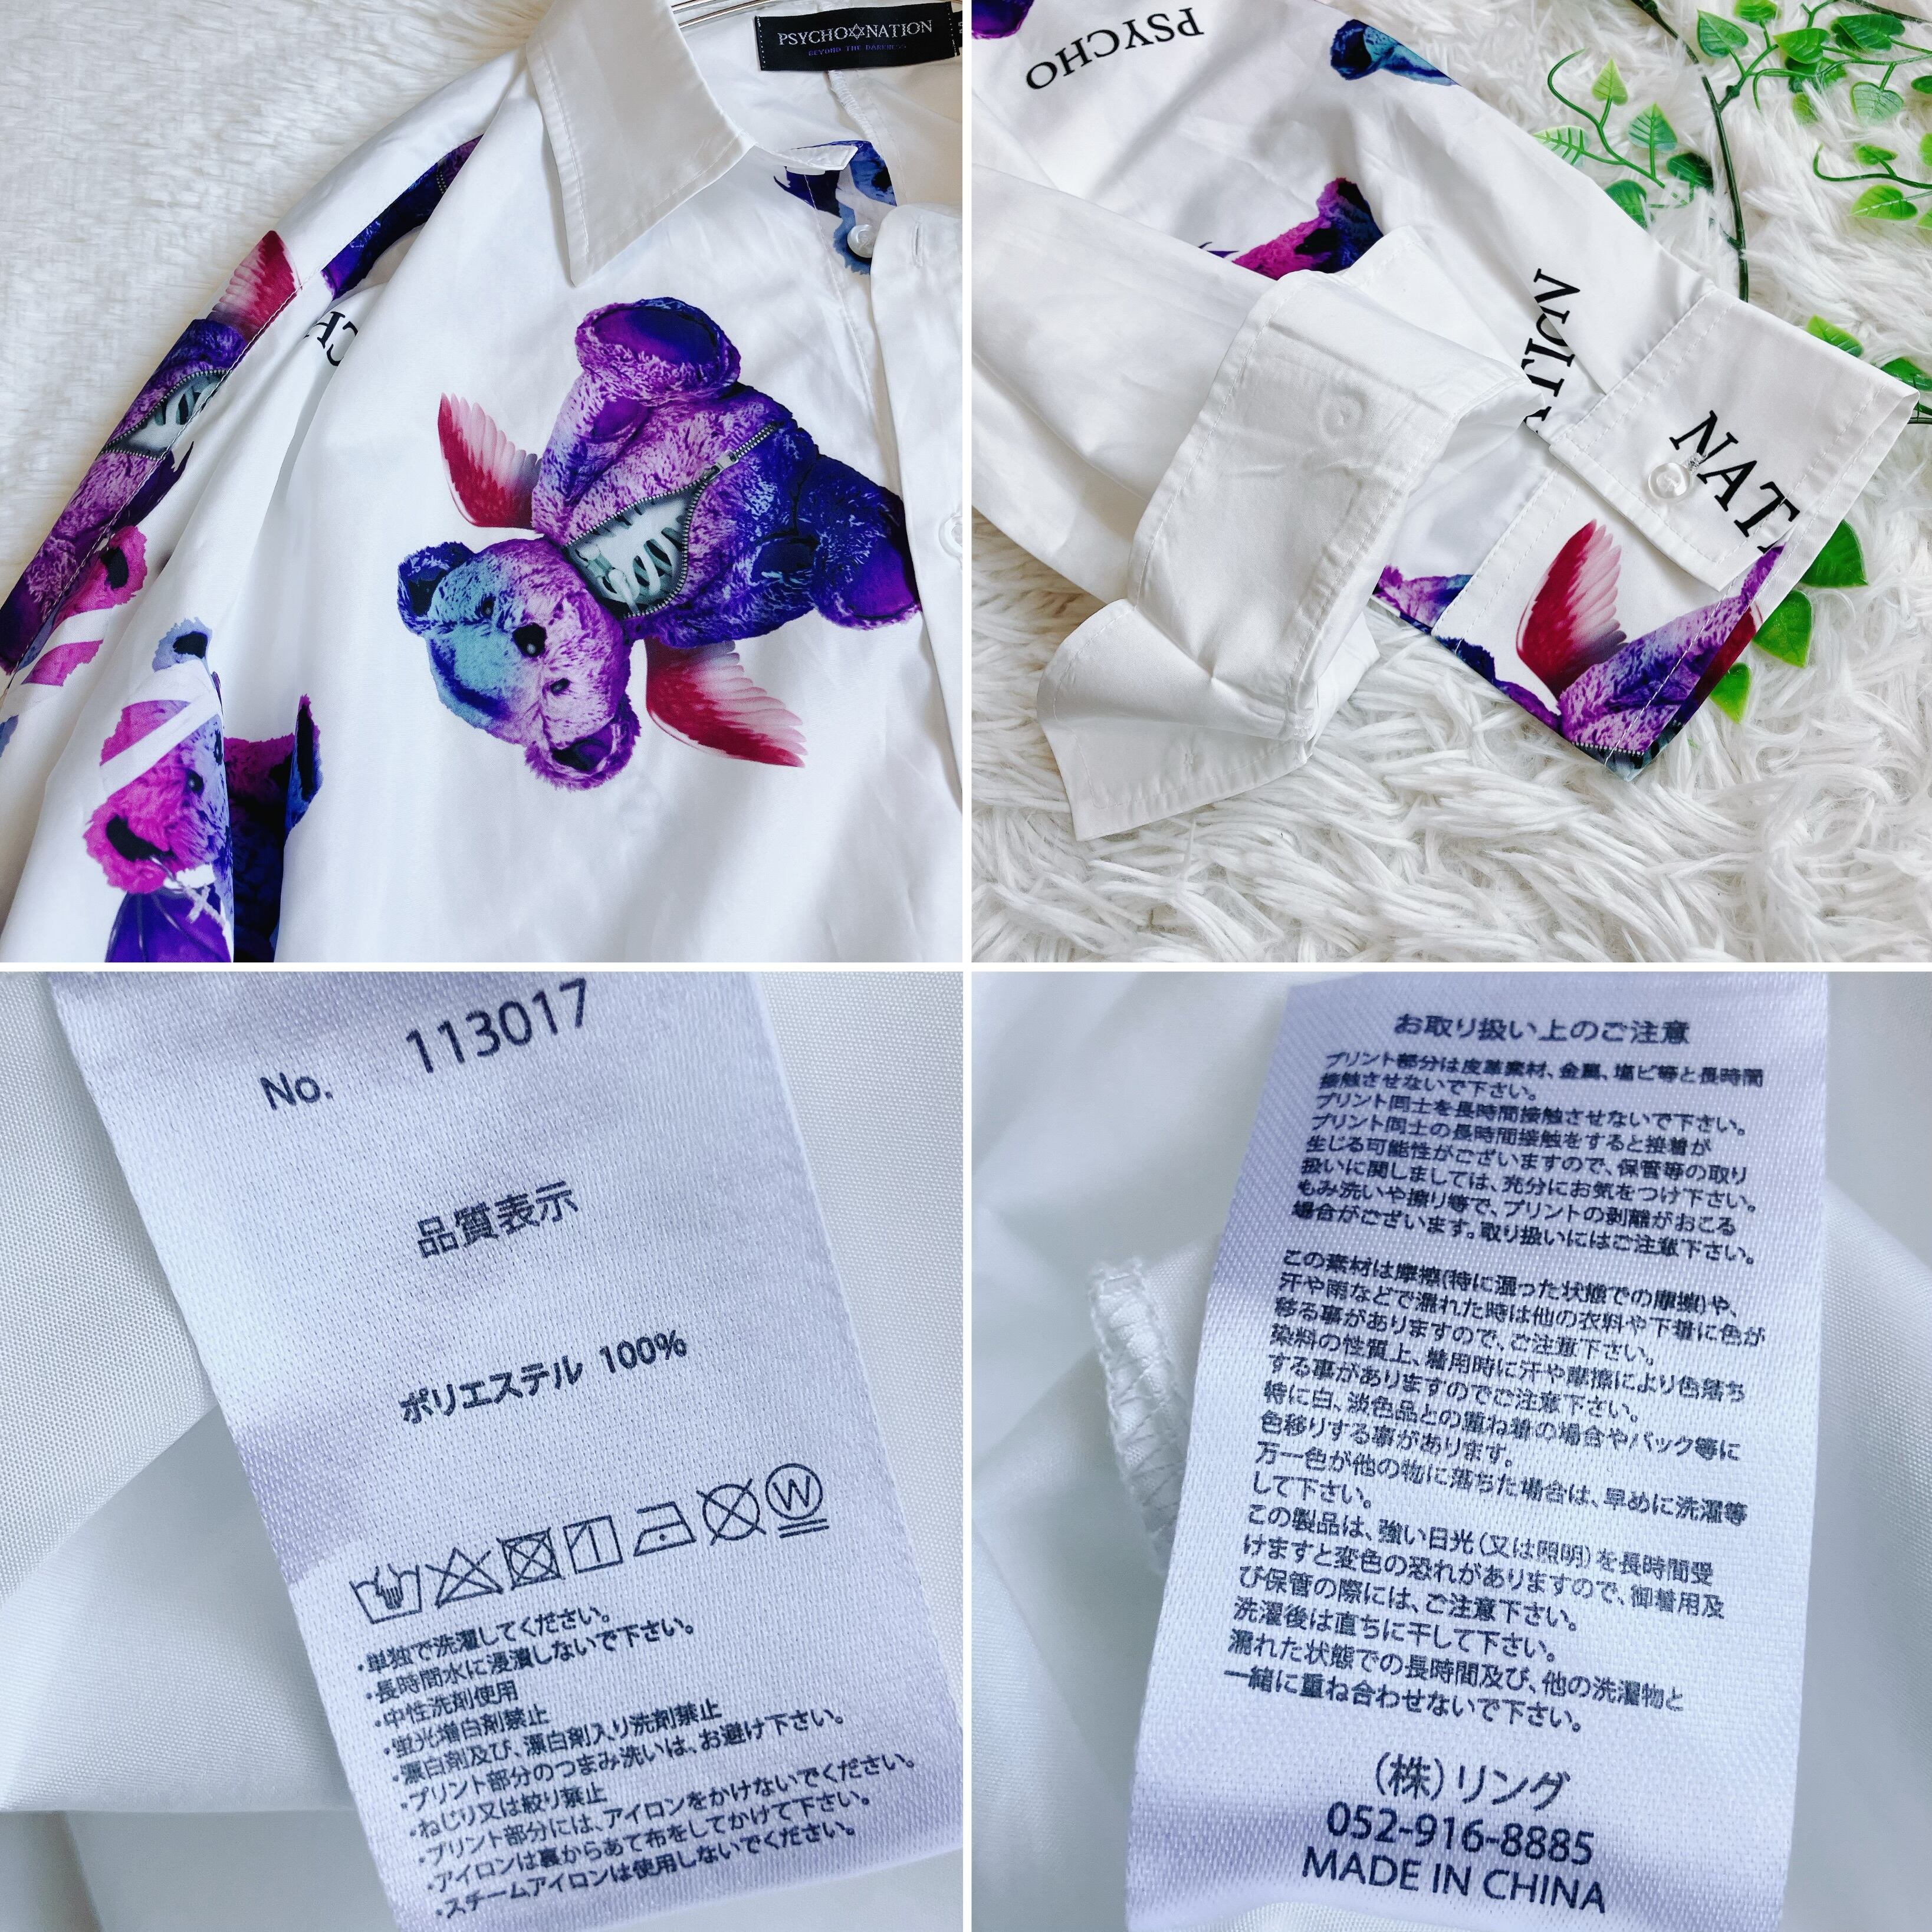 PSYCHO NATION
BEYOND THE DARKNESS
PSYCHO
NATION
NAT
No. 113017
品質表示
ポリエステル 100%
W
・単独で洗濯してください。
・長時間水に浸漬しないで下さい。
・中性洗剤使用
・蛍光増白剤禁止
・漂白剤及び、漂白剤入り洗剤禁止
・プリント部分のつまみ洗いは、お避け下さい。
・ねじり又は絞り禁止
・プリント部分には、アイロンをかけないでください。
・アイロンは裏からあて布をしてかけて下さい。
・スチームアイロンは使用しないでください。
お取り扱い上のご注意
プリント部分は皮革素材、金属、塩ビ等と長時間
接触させないで下さい。
プリント同士を長時間接触させないで下さい。
プリント同士の長時間接触をすると接着が
生じる可能性がございますので、保管等の取り
扱いに関しましては、充分にお気をつけ下さい。
もみ洗いや擦り等で、プリントの剥離がおこる
場合がございます。取り扱いにはご注意下さい。
この素材は摩擦(特に湿った状態での摩擦)や、
汗や雨などで濡れた時は他の衣料や下着に色が
移る事がありますので、ご注意下さい。
染料の性質上、着用時に汗や摩擦により色落ち
する事がありますのでご注意下さい。
特に白、淡色品との重ね着の場合やバック等に
色移りする事があります。
万一色が他の物に落ちた場合は、早めに洗濯等
して下さい。
この製品は、強い日光(又は照明)を長時間受
けますと変色の恐れがありますので、御着用及
び保管の際には、ご注意下さい。
洗濯後は直ちに干して下さい。
濡れた状態での長時間及び、他の洗濯物と
一緒に重ね合わせないで下さい。
(株)リング
052-916-8885
MADE IN CHINA